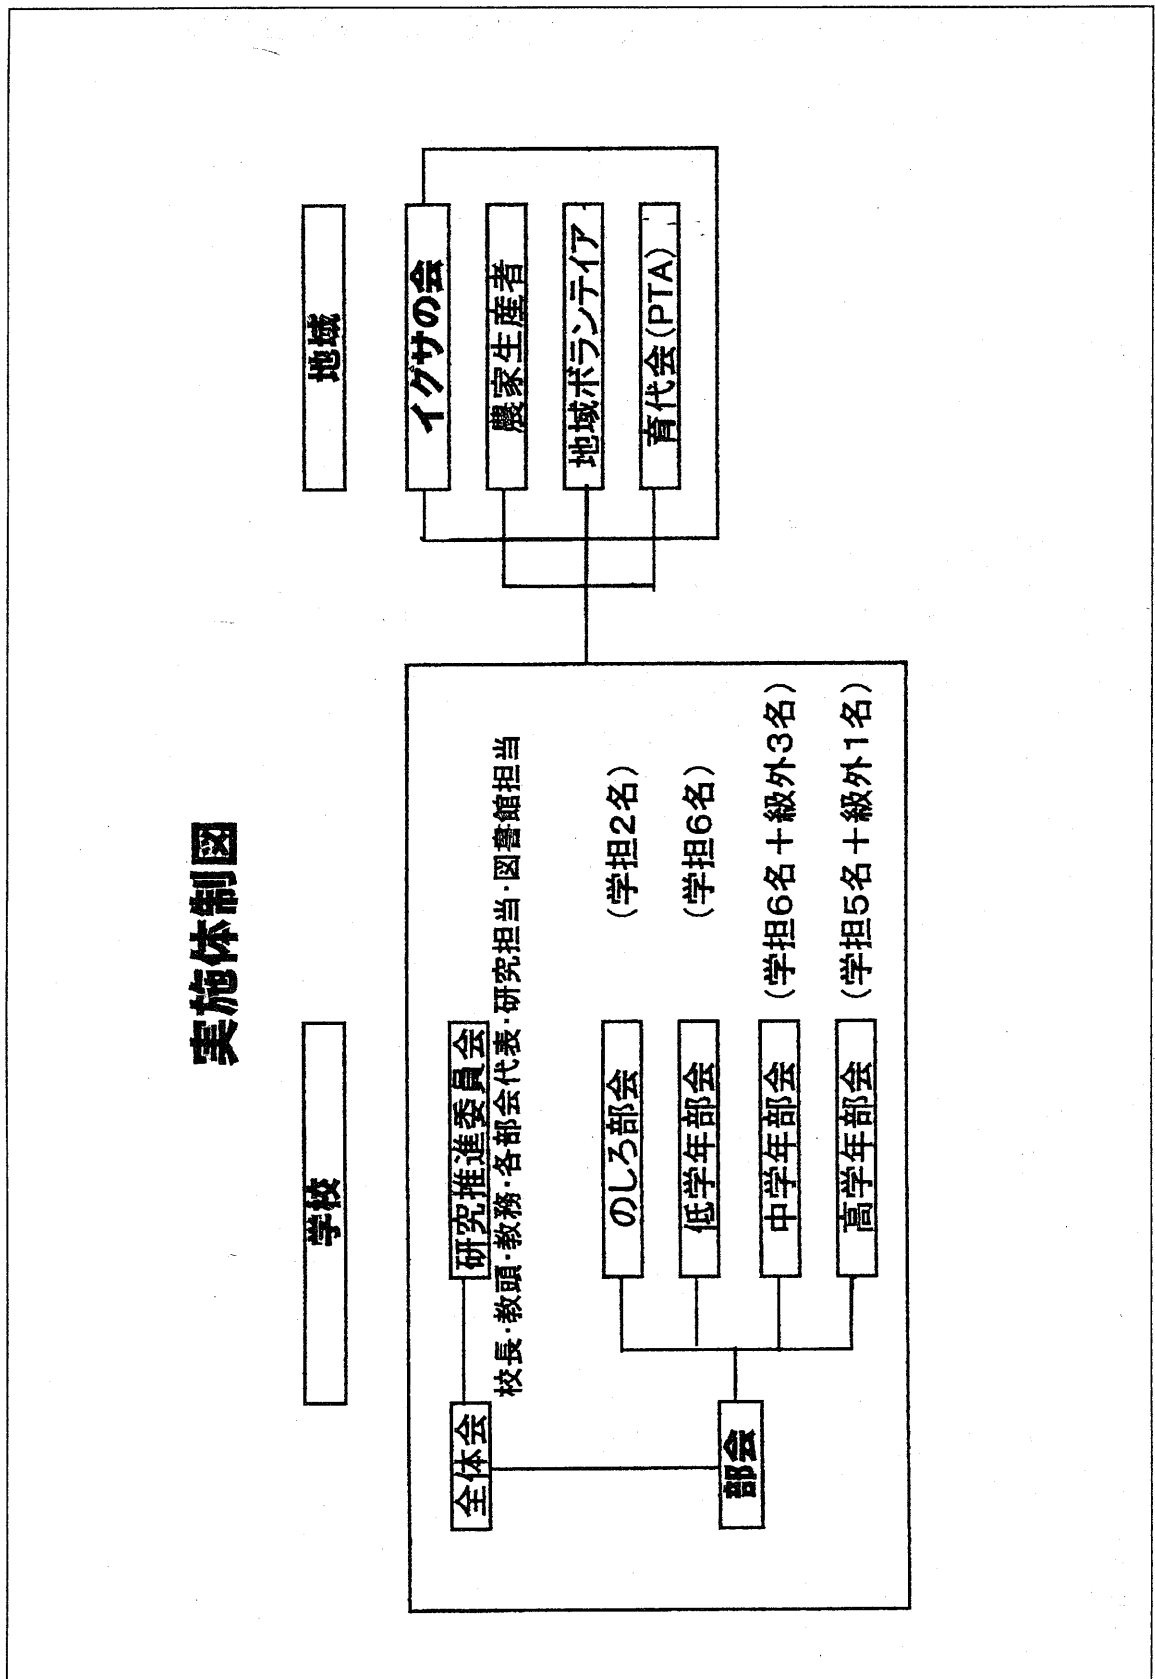 実施体制図
学校
地域
全体会
研究推進委員会
校長・教頭・教務・各部会代表・研究担当・図書館担当
部会
のしろ部会 (学担2名)
低学年部会 (学担6名)
中学年部会 (学担6名+級外3名)
高学年部会 (学担5名+級外1名)
イグサの会
農家生産者
地域ボランテイア
育代会(PTA)